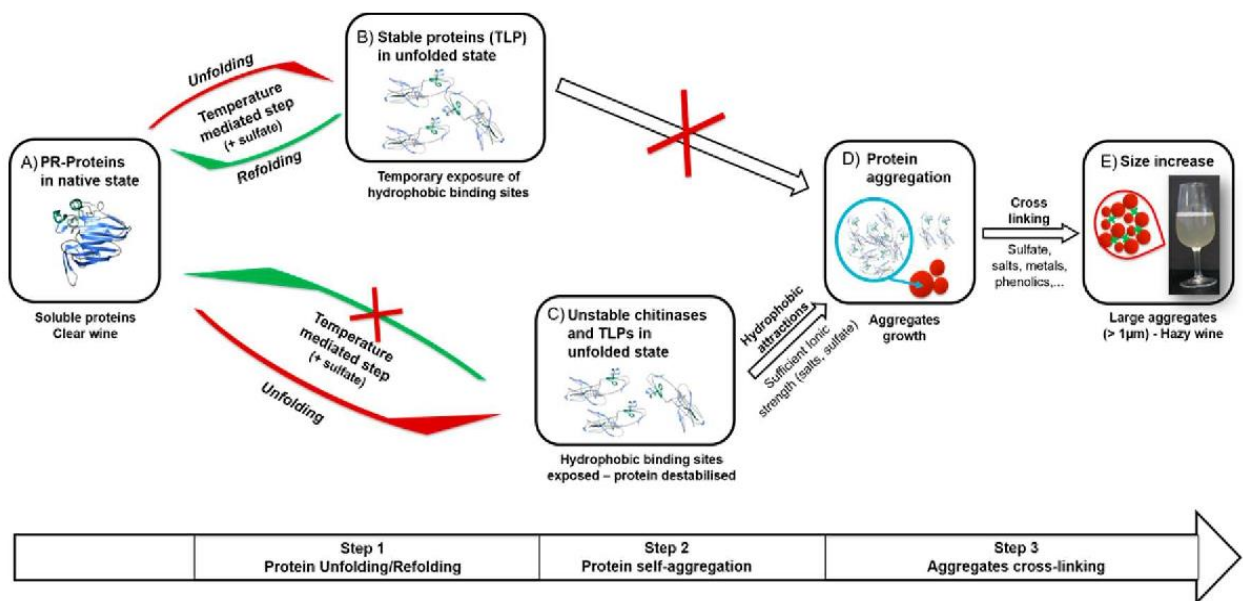 A) PR-Proteins
in native state
Soluble proteins
Clear wine
Unfolding
Temperature
mediated step
(+ sulfate)
Refolding
B) Stable proteins (TLP)
in unfolded state
Temporary exposure of
hydrophobic binding sites
Temperature
mediated step
(+ sulfate)
Unfolding
C) Unstable chitinases
and TLPs in
unfolded state
Hydrophobic binding sites
exposed – protein destabilised
Hydrophobic
attractions
Sufficient Ionic
strength (salts, sulfate)
D) Protein
aggregation
Aggregates
growth
Cross
linking
Sulfate,
salts, metals,
phenolics,...
E) Size increase
Large aggregates
(> 1µm) - Hazy wine
Step 1
Protein Unfolding/Refolding
Step 2
Protein self-aggregation
Step 3
Aggregates cross-linking